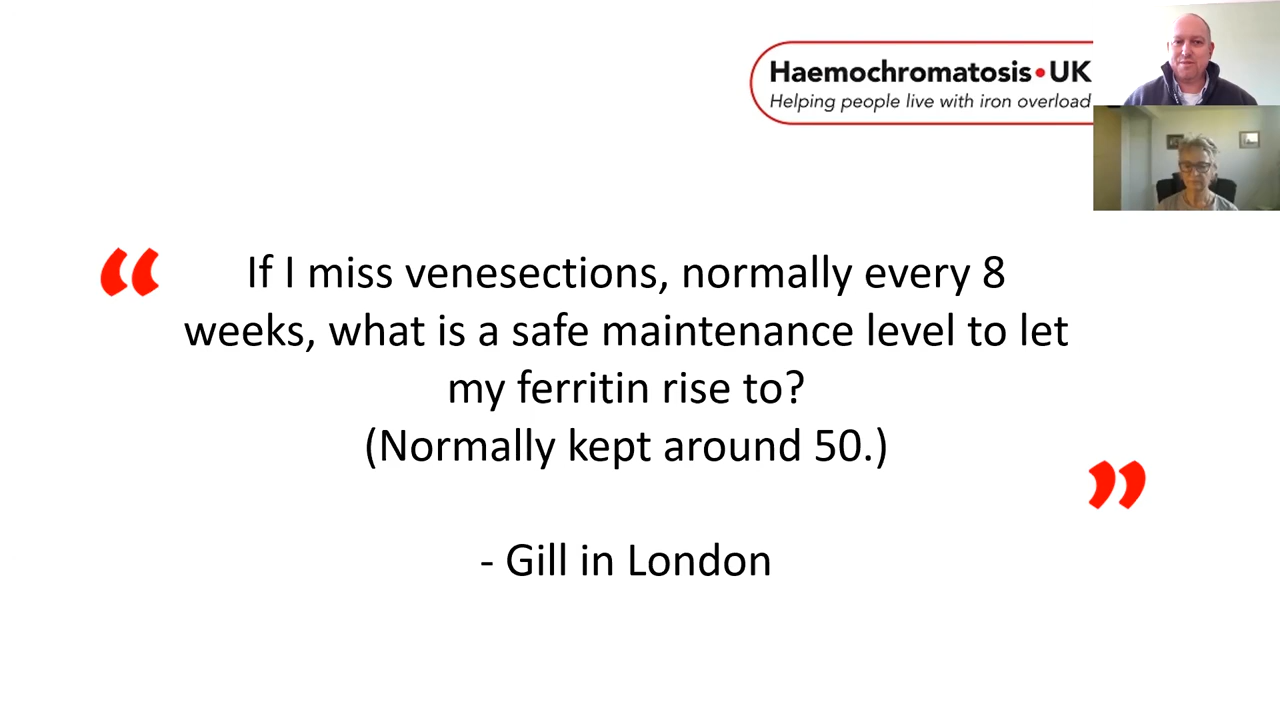 Haemochromatosis•UK
Helping people live with iron overload
“ If I miss venesections, normally every 8
weeks, what is a safe maintenance level to let
my ferritin rise to?
(Normally kept around 50.)
”
- Gill in London